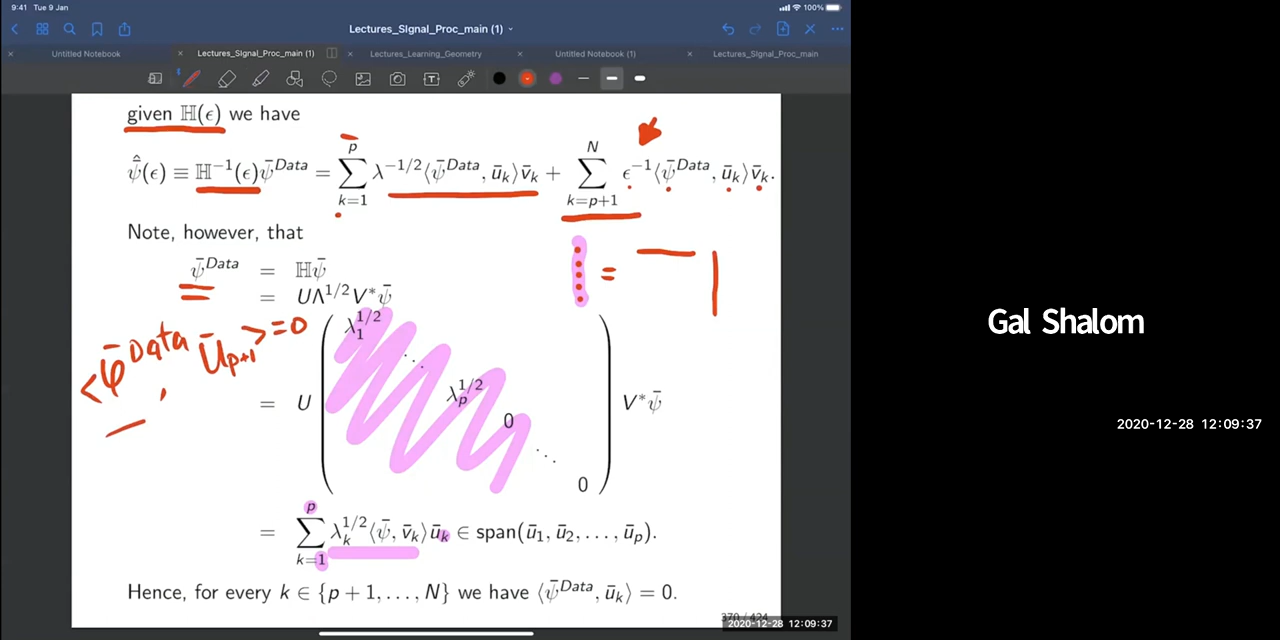 9:41 Tue 9 Jan
100%
Lectures_SIgnal_Proc_main (1)
Untitled Notebook
Lectures_SIgnal_Proc_main (1)
Lectures_Learning_Geometry
Untitled Notebook (1)
Lectures_SIgnal_Proc_main
given ℍ(ϵ) we have
ψ̄̂(ϵ) ≡ ℍ⁻¹(ϵ)ψ̄^Data = ∑_{k=1}^{p} λ^{−1/2}⟨ψ̄^Data, ū_k⟩v̄_k + ∑_{k=p+1}^{N} ϵ⁻¹⟨ψ̄^Data, ū_k⟩v̄_k.
Note, however, that
ψ̄^Data = ℍψ̄
= UΛ^{1/2}V*ψ̄
<ψ̄^Data, ū_{p+1}> = 0
= U ( λ_1^{1/2} ⋱ λ_p^{1/2} 0 ⋱ 0 ) V*ψ̄
= ∑_{k=1}^{p} λ_k^{1/2}⟨ψ̄, v̄_k⟩ū_k ∈ span(ū_1, ū_2, . . . , ū_p).
Hence, for every k ∈ {p + 1, . . . , N} we have ⟨ψ̄^Data, ū_k⟩ = 0.
370 / 424
2020-12-28 12:09:37
Gal Shalom
2020-12-28 12:09:37